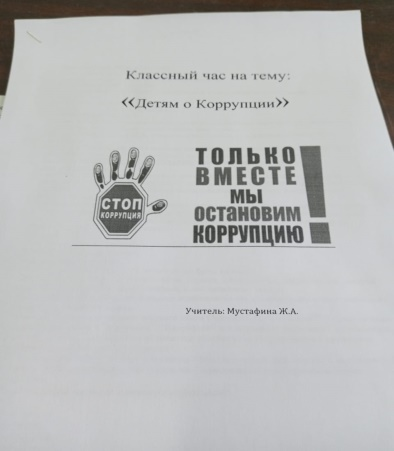 Классный час на тему:
«Детям о Коррупции»
СТОП
КОРРУПЦИЯ
ТОЛЬКО
ВМЕСТЕ
МЫ
ОСТАНОВИМ
КОРРУПЦИЮ!
Учитель: Мустафина Ж.А.